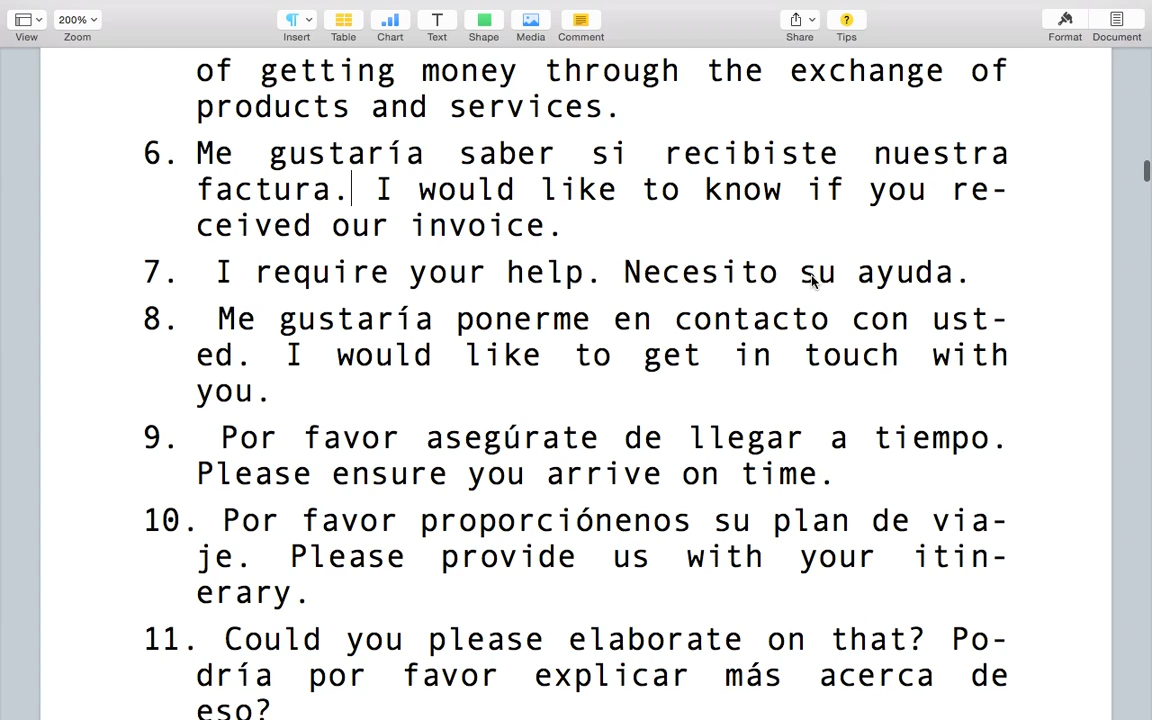 200%
View
Zoom
Insert
Table
Chart
Text
Shape
Media
Comment
Share
Tips
Format
Document
of getting money through the exchange of
products and services.
6. Me gustaría saber si recibiste nuestra
factura. I would like to know if you re-
ceived our invoice.
7. I require your help. Necesito su ayuda.
8. Me gustaría ponerme en contacto con ust-
ed. I would like to get in touch with
you.
9. Por favor asegúrate de llegar a tiempo.
Please ensure you arrive on time.
10. Por favor proporciónenos su plan de via-
je. Please provide us with your itin-
erary.
11. Could you please elaborate on that? Po-
dría por favor explicar más acerca de
eso?